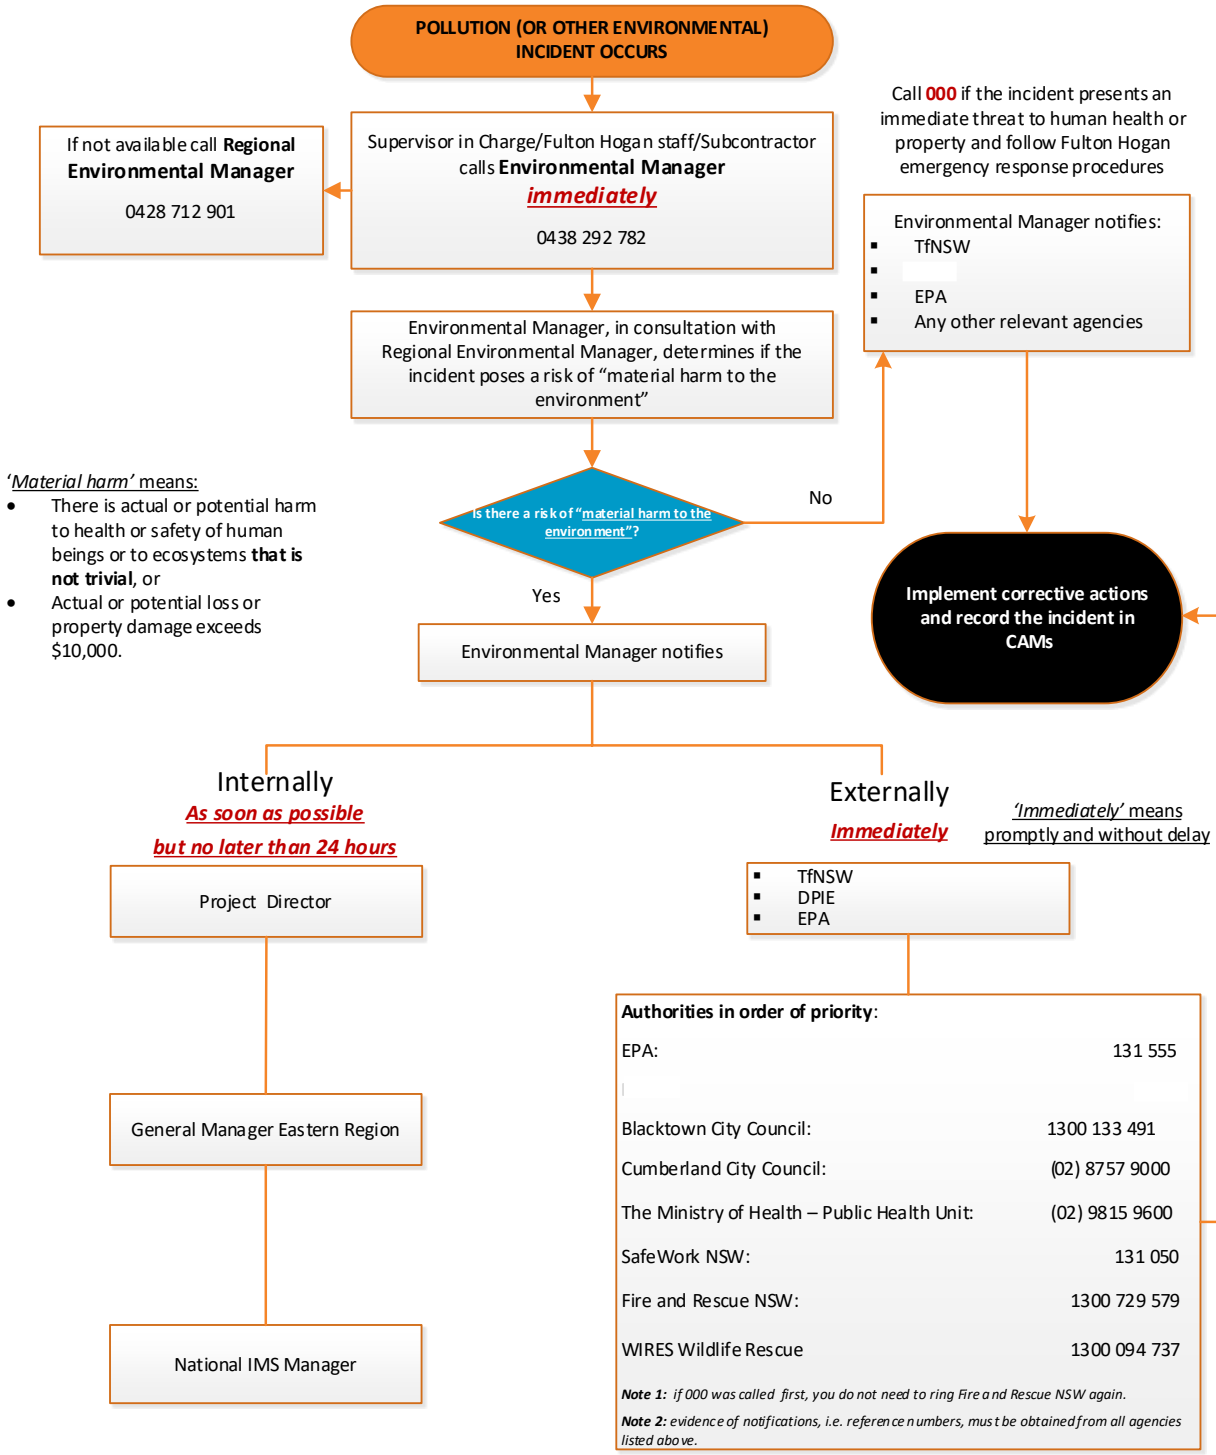 POLLUTION (OR OTHER ENVIRONMENTAL)
INCIDENT OCCURS
Call 000 if the incident presents an
immediate threat to human health or
property and follow Fulton Hogan
emergency response procedures
If not available call Regional
Environmental Manager
0428 712 901
Supervisor in Charge/Fulton Hogan staff/Subcontractor
calls Environmental Manager
immediately
0438 292 782
Environmental Manager notifies:
▪ TfNSW
▪
▪ EPA
▪ Any other relevant agencies
Environmental Manager, in consultation with
Regional Environmental Manager, determines if the
incident poses a risk of “material harm to the
environment”
‘Material harm’ means:
• There is actual or potential harm
to health or safety of human
beings or to ecosystems that is
not trivial, or
• Actual or potential loss or
property damage exceeds
$10,000.
Is there a risk of “material harm to the
environment”?
No
Yes
Implement corrective actions
and record the incident in
CAMs
Environmental Manager notifies
Internally
As soon as possible
but no later than 24 hours
Externally
Immediately
‘Immediately’ means
promptly and without delay
Project Director
▪ TfNSW
▪ DPIE
▪ EPA
General Manager Eastern Region
National IMS Manager
Authorities in order of priority:
EPA: 131 555
Blacktown City Council: 1300 133 491
Cumberland City Council: (02) 8757 9000
The Ministry of Health – Public Health Unit: (02) 9815 9600
SafeWork NSW: 131 050
Fire and Rescue NSW: 1300 729 579
WIRES Wildlife Rescue 1300 094 737
Note 1: if 000 was called first, you do not need to ring Fire and Rescue NSW again.
Note 2: evidence of notifications, i.e. reference numbers, must be obtained from all agencies
listed above.